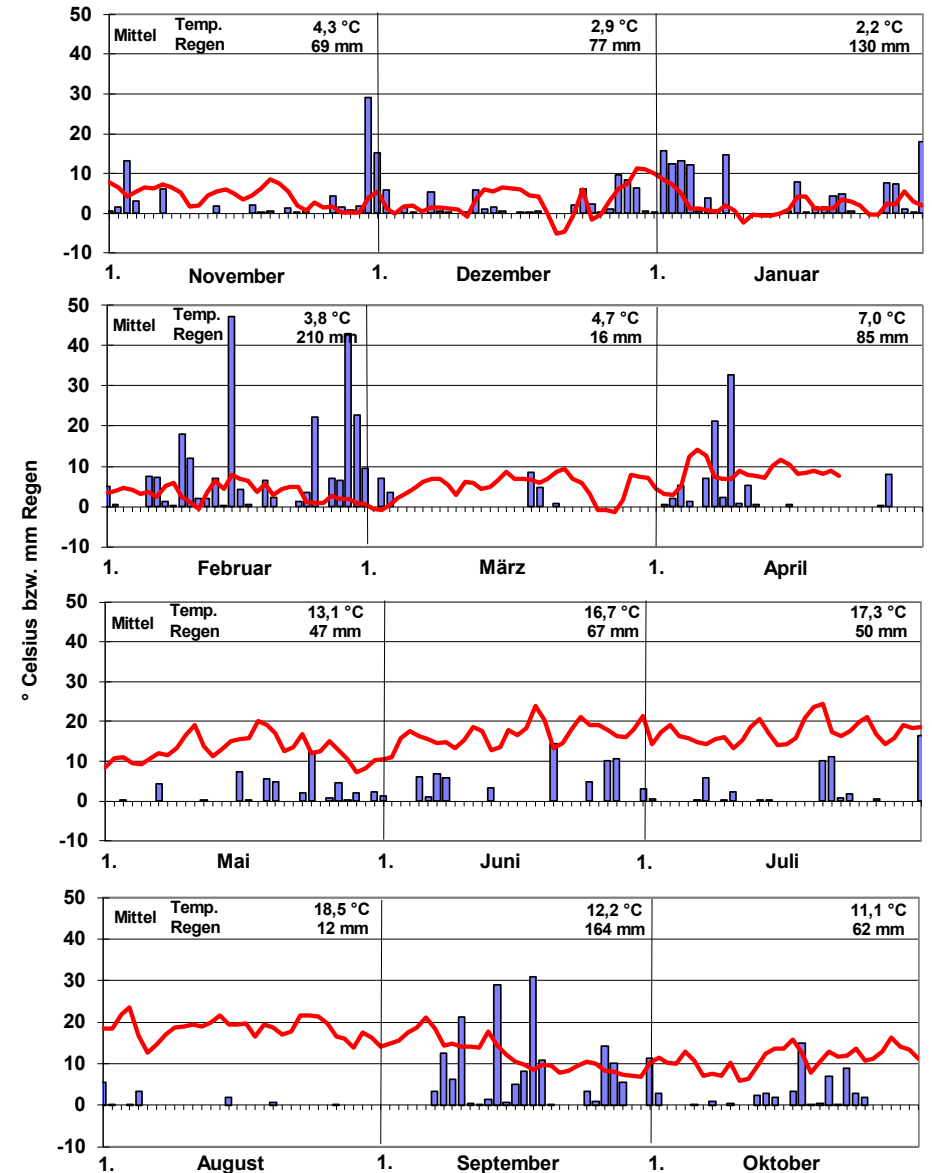 ° Celsius bzw. mm Regen
50
40
30
20
10
0
-10
Mittel Temp. 4,3 °C 2,9 °C 2,2 °C
Regen 69 mm 77 mm 130 mm
1. November 1. Dezember 1. Januar
50
40
30
20
10
0
-10
Mittel Temp. 3,8 °C 4,7 °C 7,0 °C
Regen 210 mm 16 mm 85 mm
1. Februar 1. März 1. April
50
40
30
20
10
0
-10
Mittel Temp. 13,1 °C 16,7 °C 17,3 °C
Regen 47 mm 67 mm 50 mm
1. Mai 1. Juni 1. Juli
50
40
30
20
10
0
-10
Mittel Temp. 18,5 °C 12,2 °C 11,1 °C
Regen 12 mm 164 mm 62 mm
1. August 1. September 1. Oktober